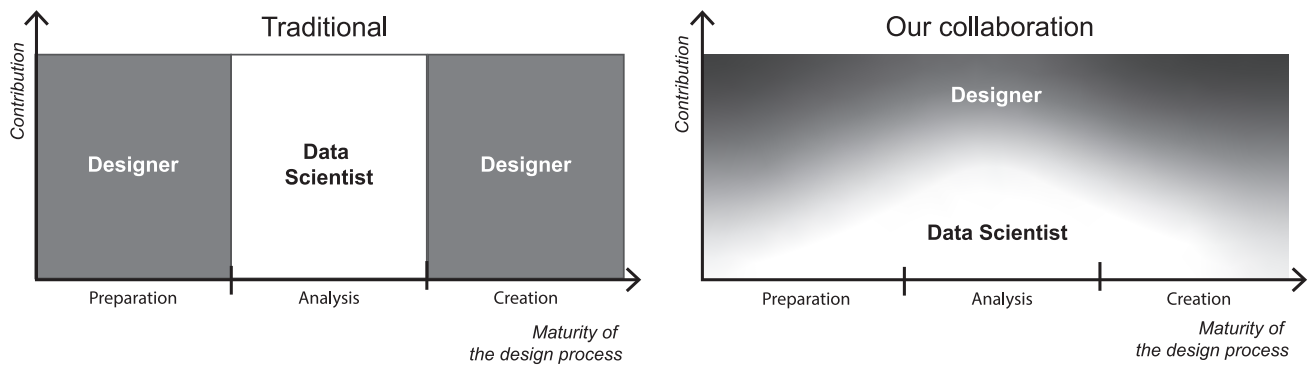 Traditional
Contribution
Designer
Data
Scientist
Designer
Preparation
Analysis
Creation
Maturity of
the design process
Our collaboration
Contribution
Designer
Data Scientist
Preparation
Analysis
Creation
Maturity of
the design process